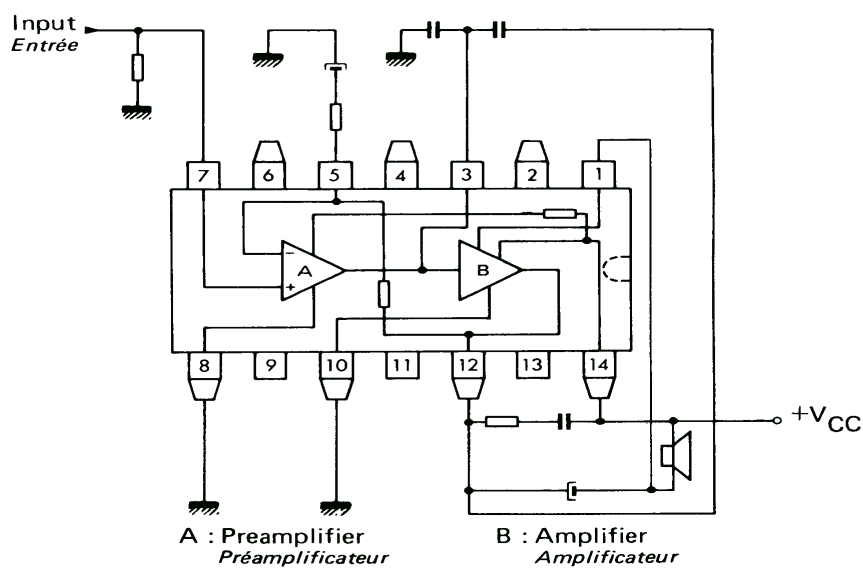 Input
Entrée
7 6 5 4 3 2 1
− A B
+
8 9 10 11 12 13 14
+VCC
A : Preamplifier B : Amplifier
Préamplificateur Amplificateur